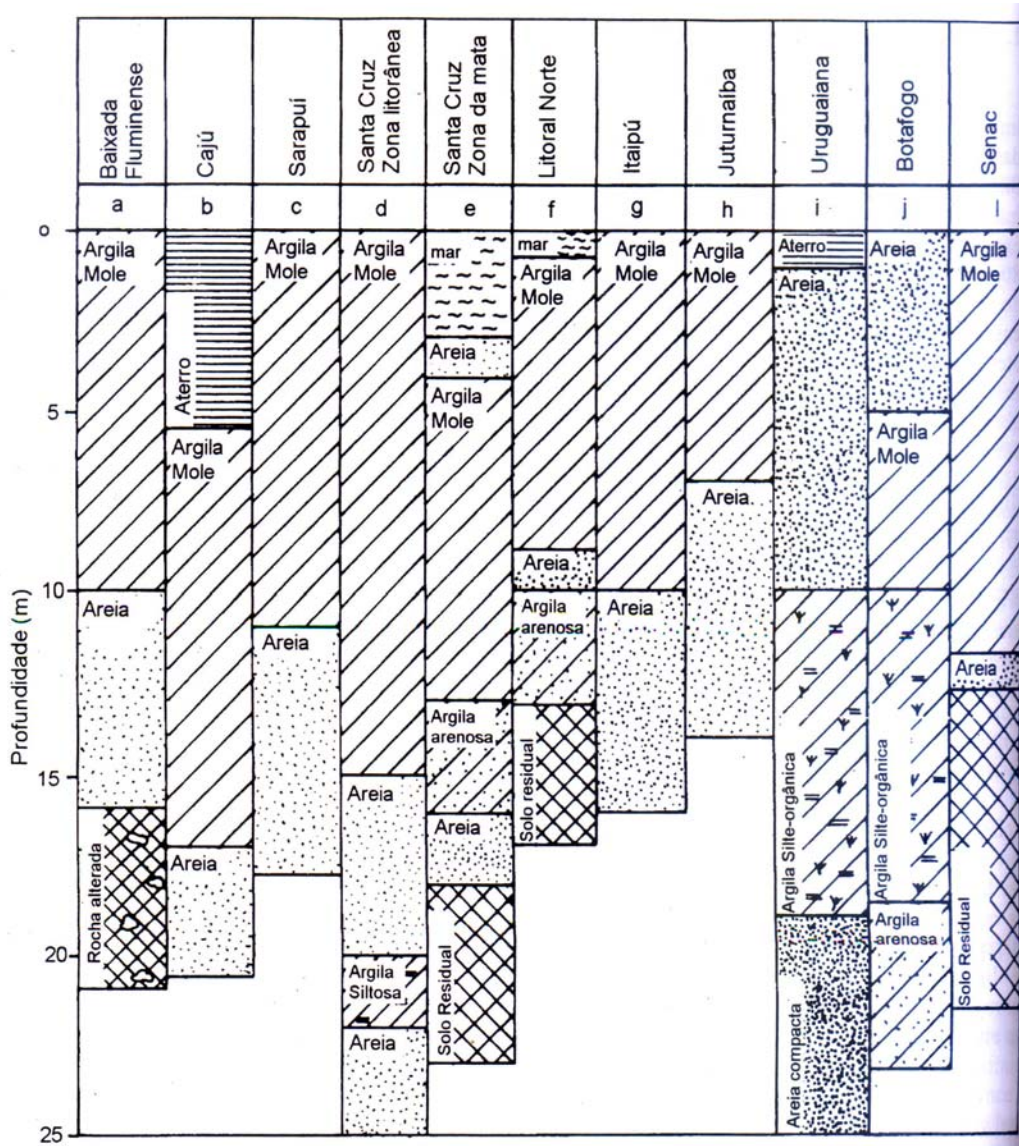 Baixada
Fluminense
Cajú
Sarapuí
Santa Cruz
Zona litorânea
Santa Cruz
Zona da mata
Litoral Norte
Itaipú
Juturnaíba
Uruguaiana
Botafogo
Senac
a
b
c
d
e
f
g
h
i
j
l
Profundidade (m)
0
5
10
15
20
25
Argila
Mole
Areia
Rocha alterada
Aterro
Argila
Mole
Areia
Argila
Mole
Areia
Argila
Mole
Areia
Argila
Siltosa
Areia
mar
Areia
Argila
Mole
Argila
arenosa
Areia
Solo Residual
mar
Argila
Mole
Areia
Argila
arenosa
Solo residual
Argila
Mole
Areia
Argila
Mole
Areia
Aterro
Areia
Argila Silte-orgânica
Areia compacta
Areia
Argila
Mole
Argila Silte-orgânica
Argila
arenosa
Argila
Mole
Areia
Solo Residual